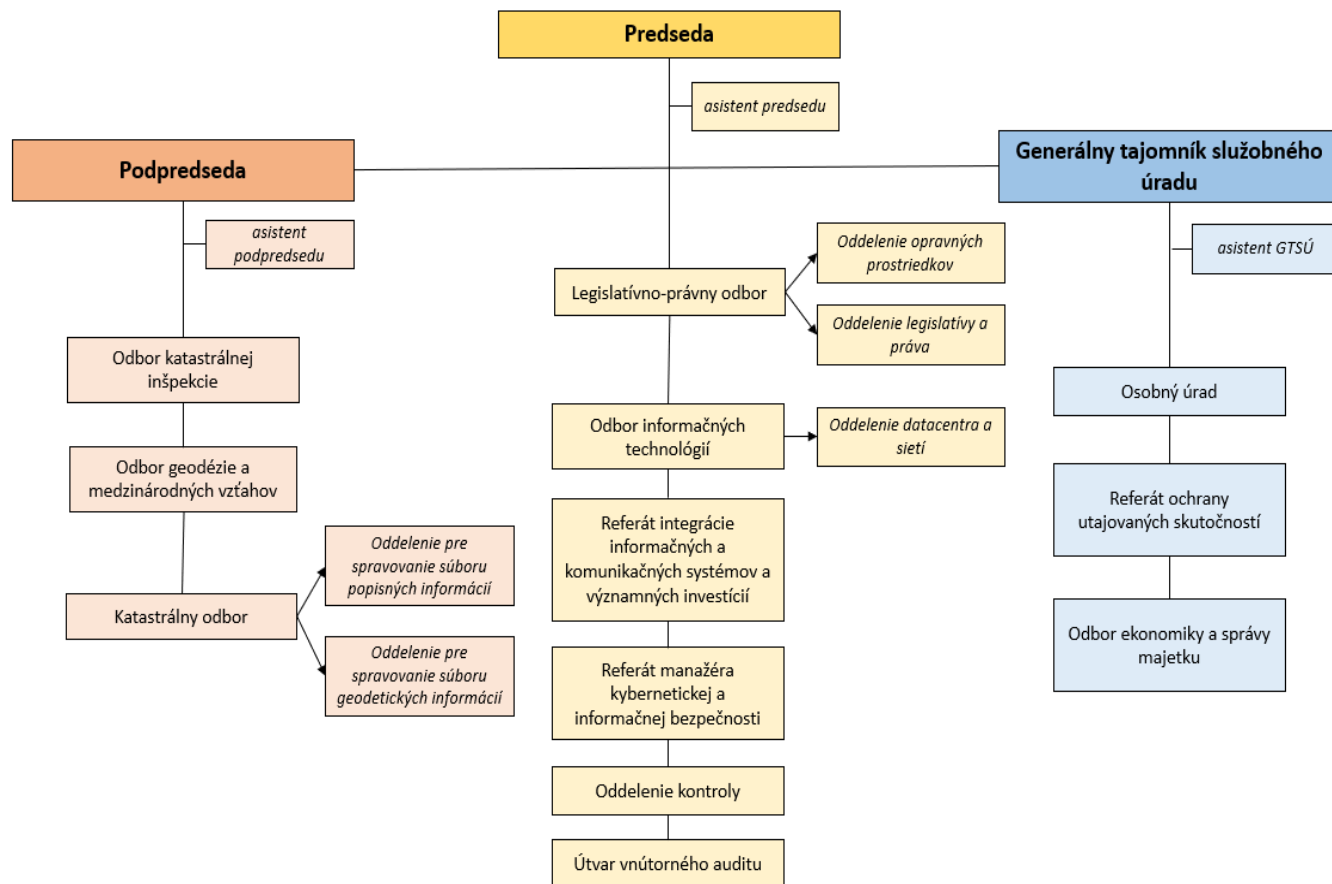 Predseda
asistent predsedu
Podpredseda
Generálny tajomník služobného
úradu
asistent
podpredsedu
asistent GTSÚ
Odbor katastrálnej
inšpekcie
Odbor geodézie a
medzinárodných vzťahov
Katastrálny odbor
Oddelenie pre
spravovanie súboru
popisných informácií
Oddelenie pre
spravovanie súboru
geodetických informácií
Legislatívno-právny odbor
Oddelenie opravných
prostriedkov
Oddelenie legislatívy a
práva
Odbor informačných
technológií
Oddelenie datacentra a
sietí
Referát integrácie
informačných a
komunikačných systémov a
významných investícií
Referát manažéra
kybernetickej a
informačnej bezpečnosti
Oddelenie kontroly
Útvar vnútorného auditu
Osobný úrad
Referát ochrany
utajovaných skutočností
Odbor ekonomiky a správy
majetku